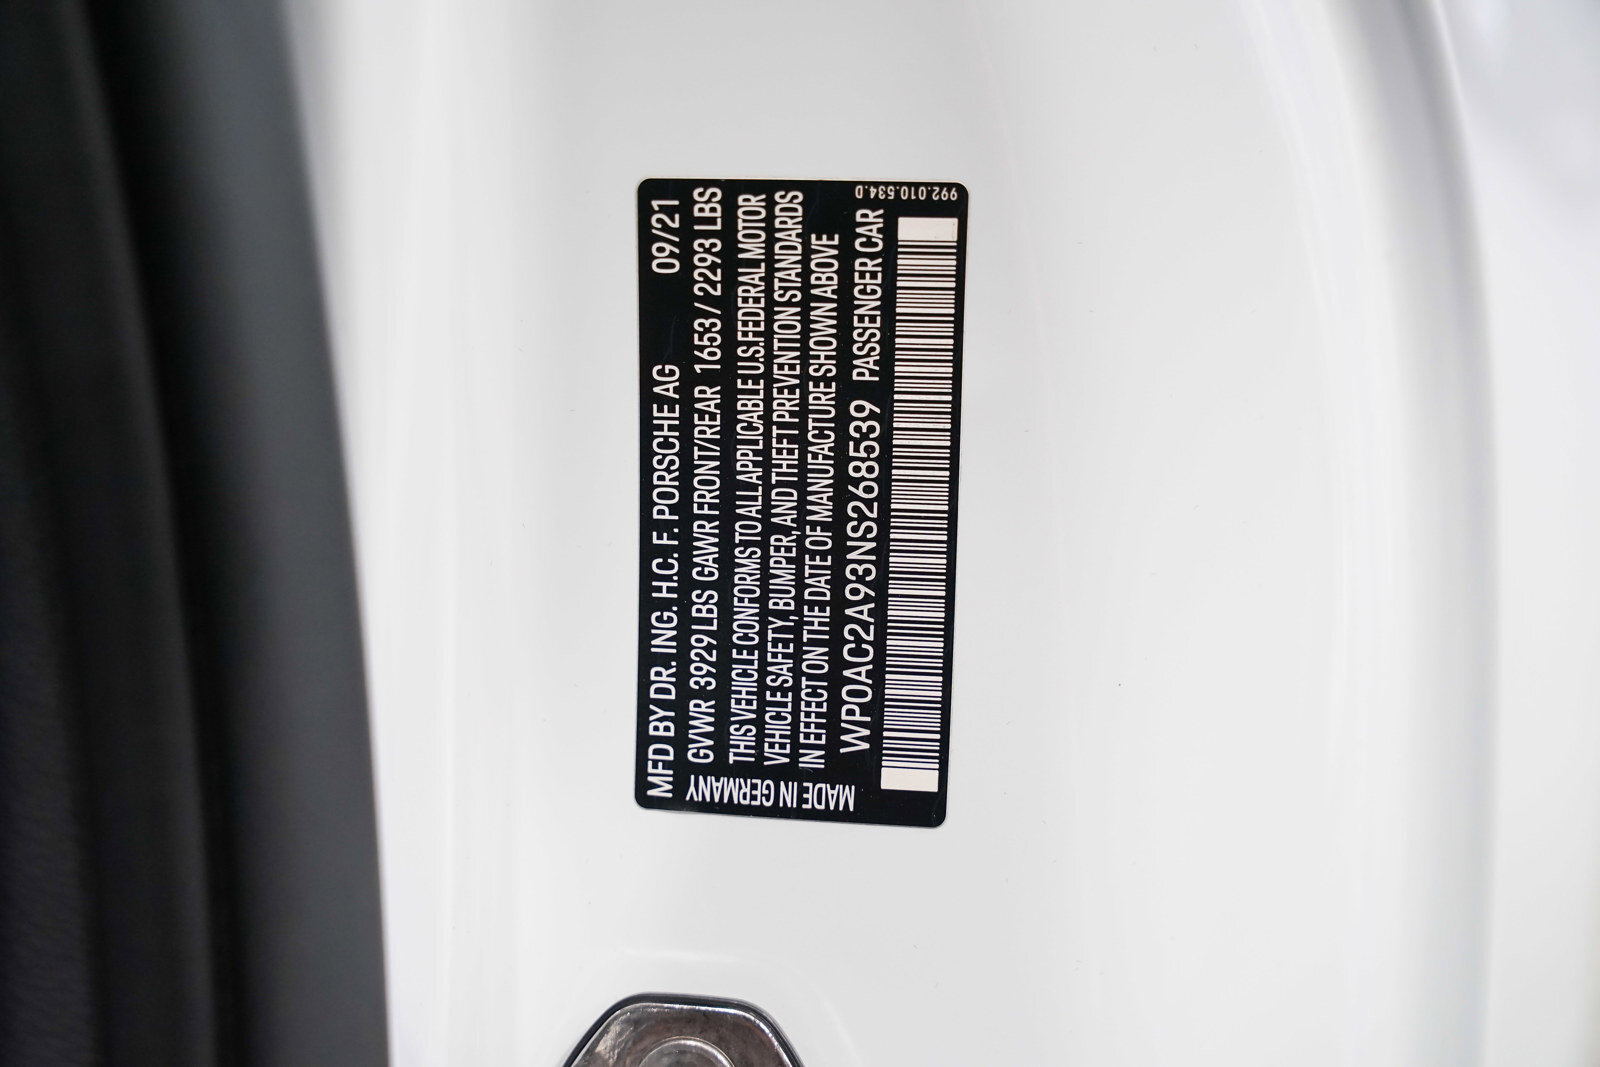 MFD BY DR. ING. H.C. F. PORSCHE AG 09/21
GVWR 3929 LBS GAWR FRONT/REAR 1653 / 2293 LBS
THIS VEHICLE CONFORMS TO ALL APPLICABLE U.S. FEDERAL MOTOR
VEHICLE SAFETY, BUMPER, AND THEFT PREVENTION STANDARDS
IN EFFECT ON THE DATE OF MANUFACTURE SHOWN ABOVE
WP0AC2A93NS268539 PASSENGER CAR
MADE IN GERMANY
992.010.534.D